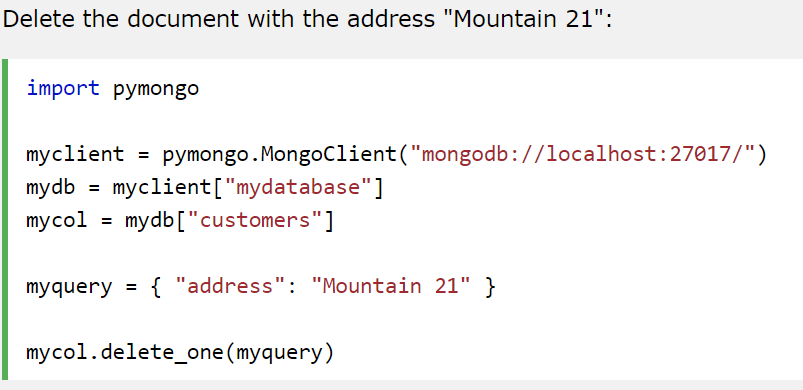 Delete the document with the address "Mountain 21":
import pymongo
myclient = pymongo.MongoClient("mongodb://localhost:27017/")
mydb = myclient["mydatabase"]
mycol = mydb["customers"]
myquery = { "address": "Mountain 21" }
mycol.delete_one(myquery)